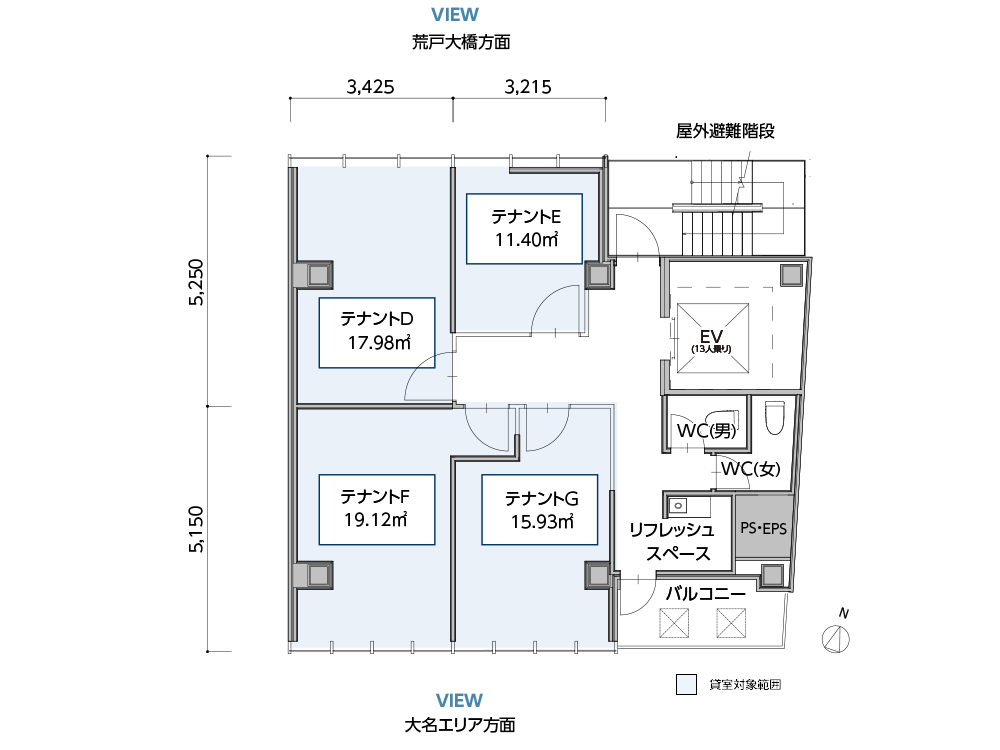 VIEW
荒戸大橋方面
3,425
3,215
屋外避難階段
テナントE
11.40㎡
5,250
テナントD
17.98㎡
EV
(13人乗り)
WC(男)
WC(女)
テナントF
19.12㎡
テナントG
15.93㎡
5,150
リフレッシュ
スペース
PS・EPS
バルコニー
N
貸室対象範囲
VIEW
大名エリア方面